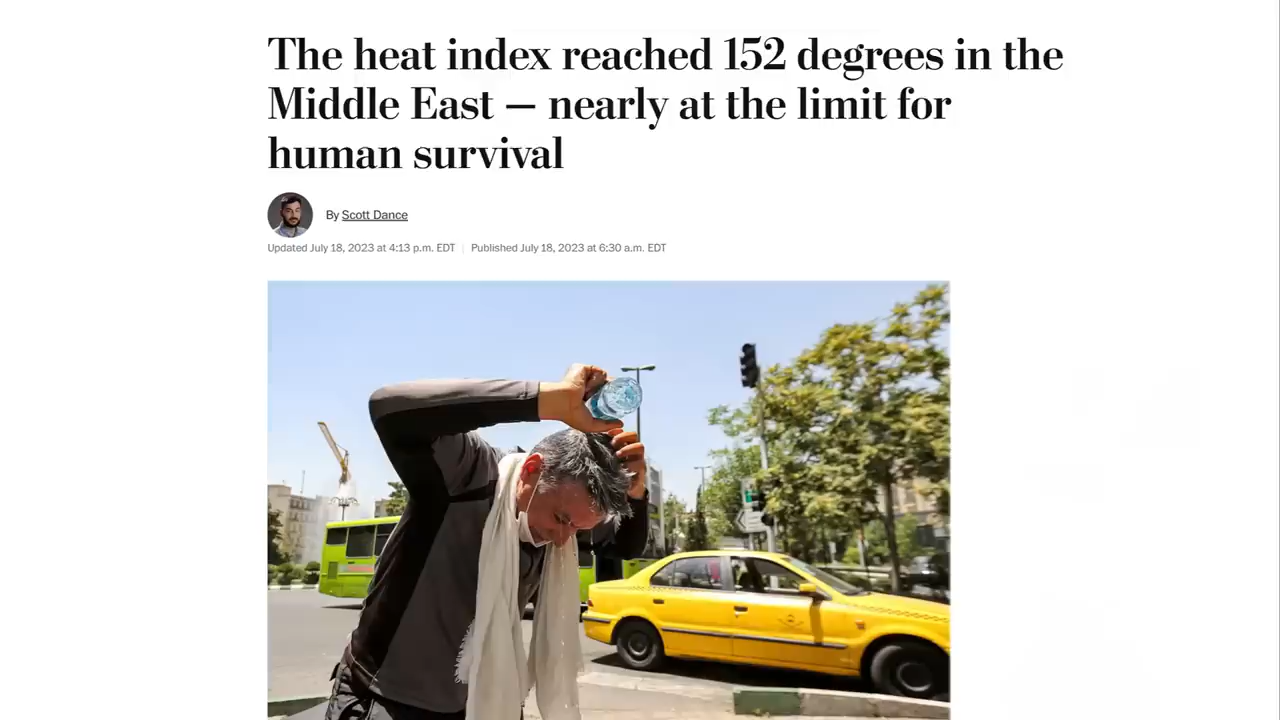 The heat index reached 152 degrees in the
Middle East — nearly at the limit for
human survival
By Scott Dance
Updated July 18, 2023 at 4:13 p.m. EDT | Published July 18, 2023 at 6:30 a.m. EDT